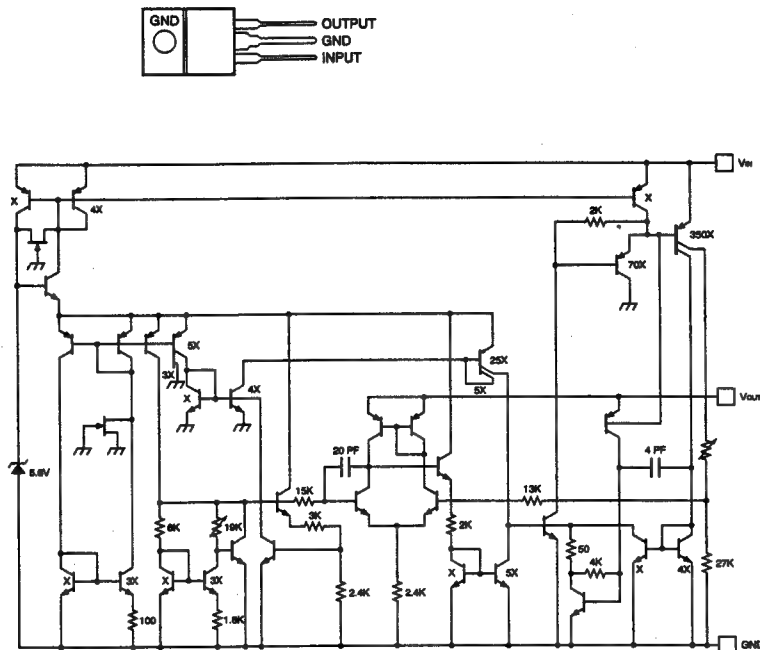 GND
OUTPUT
GND
INPUT
VIN
X
4X
2K
X
350X
70X
5X
3X
25X
5X
X
4X
VOUT
5.6V
20 PF
4 PF
15K
13K
3K
6K
19K
2K
50
4K
X
3X
X
3X
2.4K
2.4K
X
5X
X
4X
27K
100
1.5K
GND